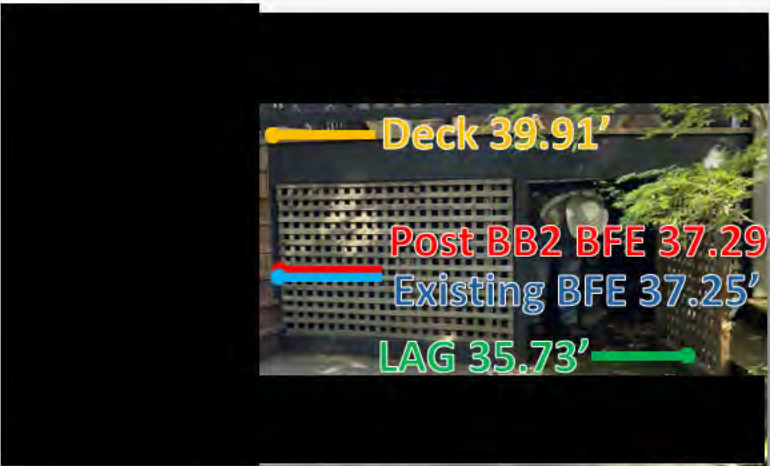 Deck 39.91’
Post BB2 BFE 37.29
Existing BFE 37.25’
LAG 35.73’